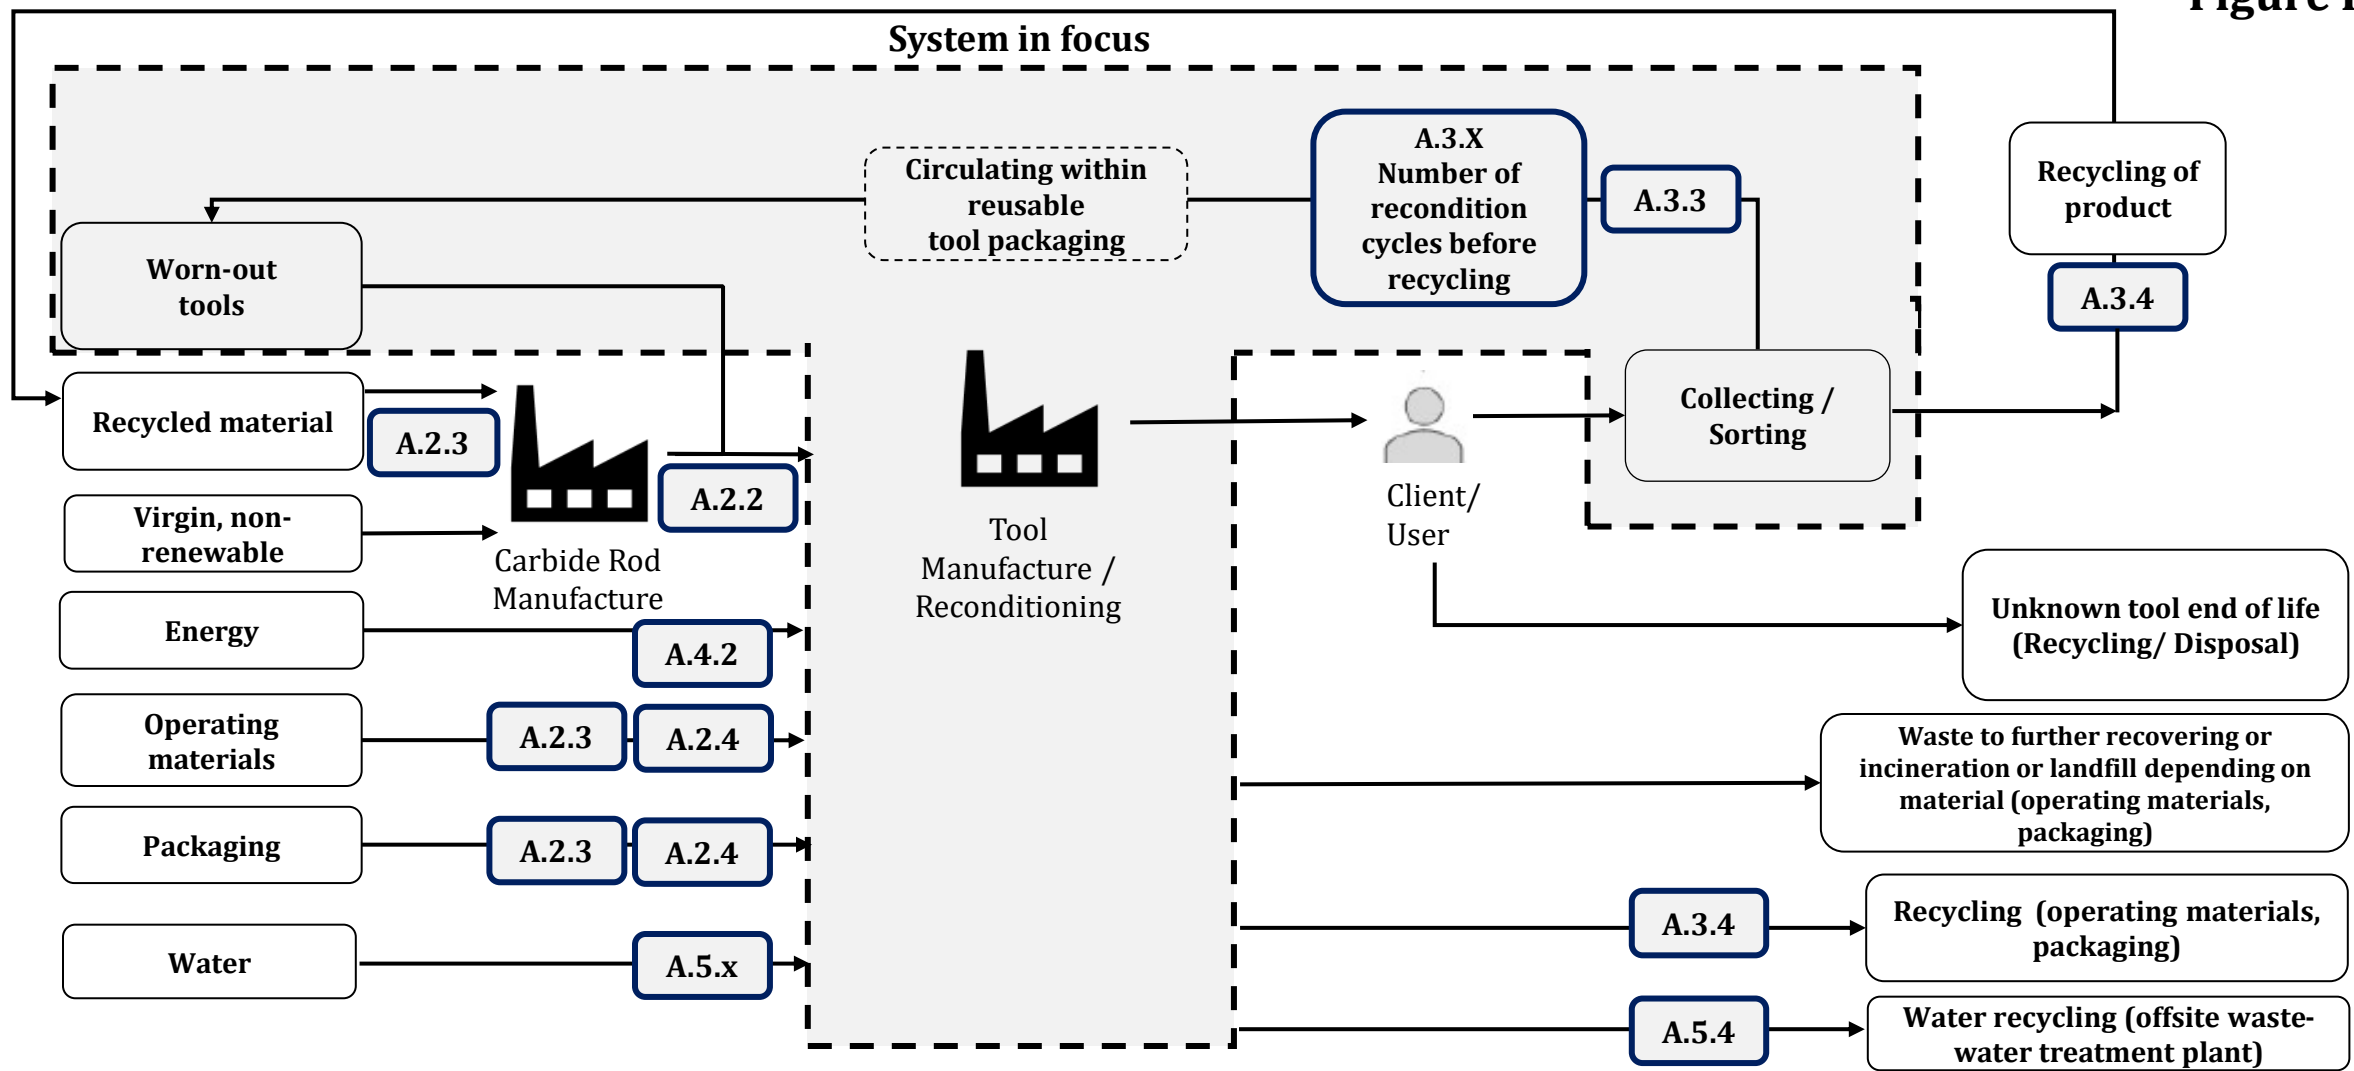 Figure
System in focus
A.3.X
Number of
recondition
cycles before
recycling
Circulating within
reusable
tool packaging
A.3.3
Recycling of
product
A.3.4
Worn-out
tools
Recycled material
A.2.3
A.2.2
Virgin, non-
renewable
Carbide Rod
Manufacture
Tool
Manufacture /
Reconditioning
Client/
User
Collecting /
Sorting
Energy
A.4.2
Unknown tool end of life
(Recycling/ Disposal)
Operating
materials
A.2.3
A.2.4
Waste to further recovering or
incineration or landfill depending on
material (operating materials,
packaging)
Packaging
A.2.3
A.2.4
Recycling (operating materials,
packaging)
A.3.4
Water
A.5.x
A.5.4
Water recycling (offsite waste-
water treatment plant)